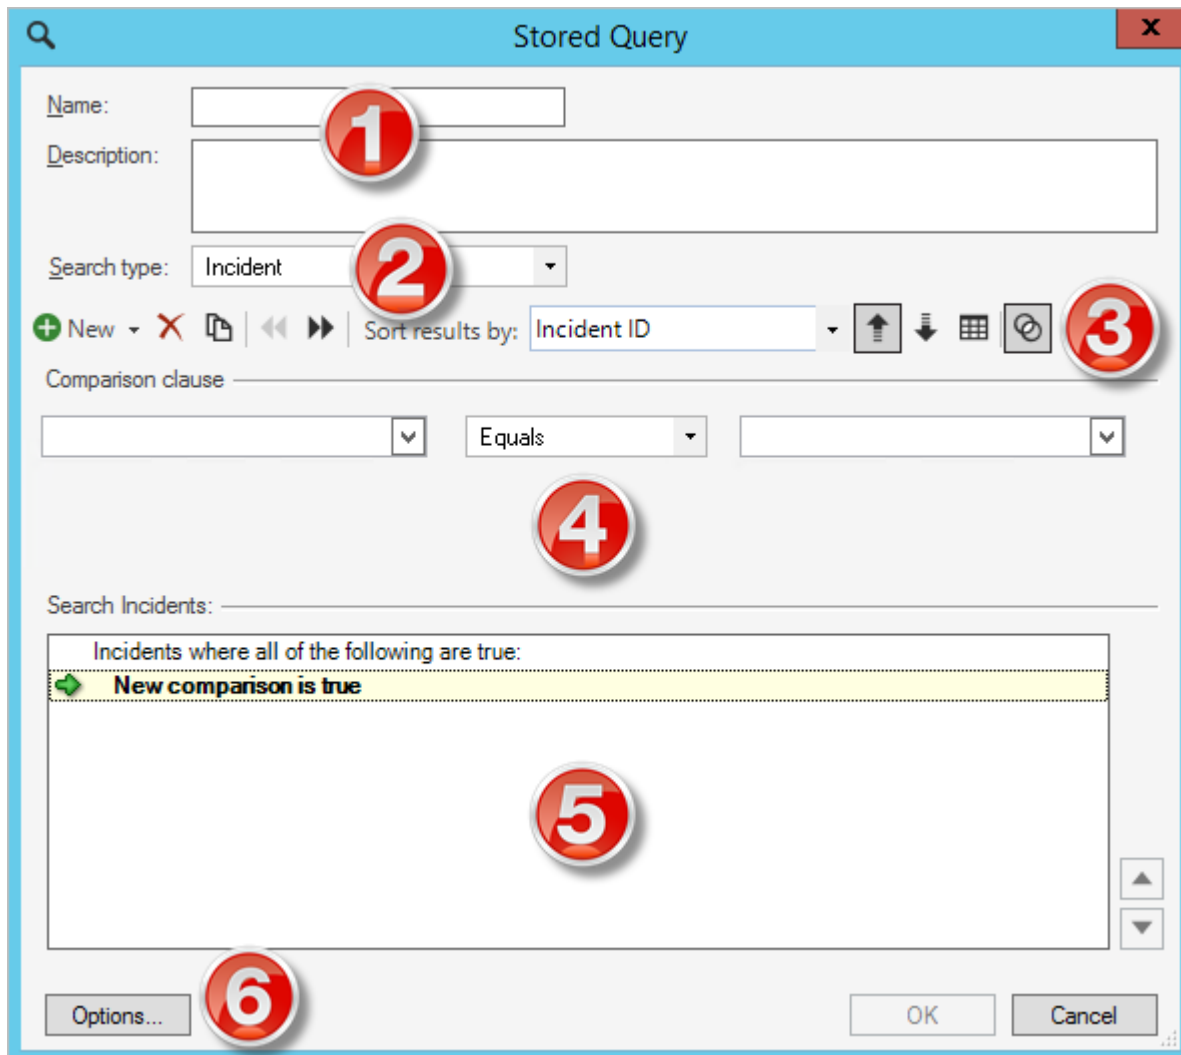 Stored Query
x
Name:
1
Description:
2
Search type: Incident
New Sort results by: Incident ID
3
Comparison clause
Equals
4
Search Incidents:
Incidents where all of the following are true:
New comparison is true
5
6
Options... OK Cancel